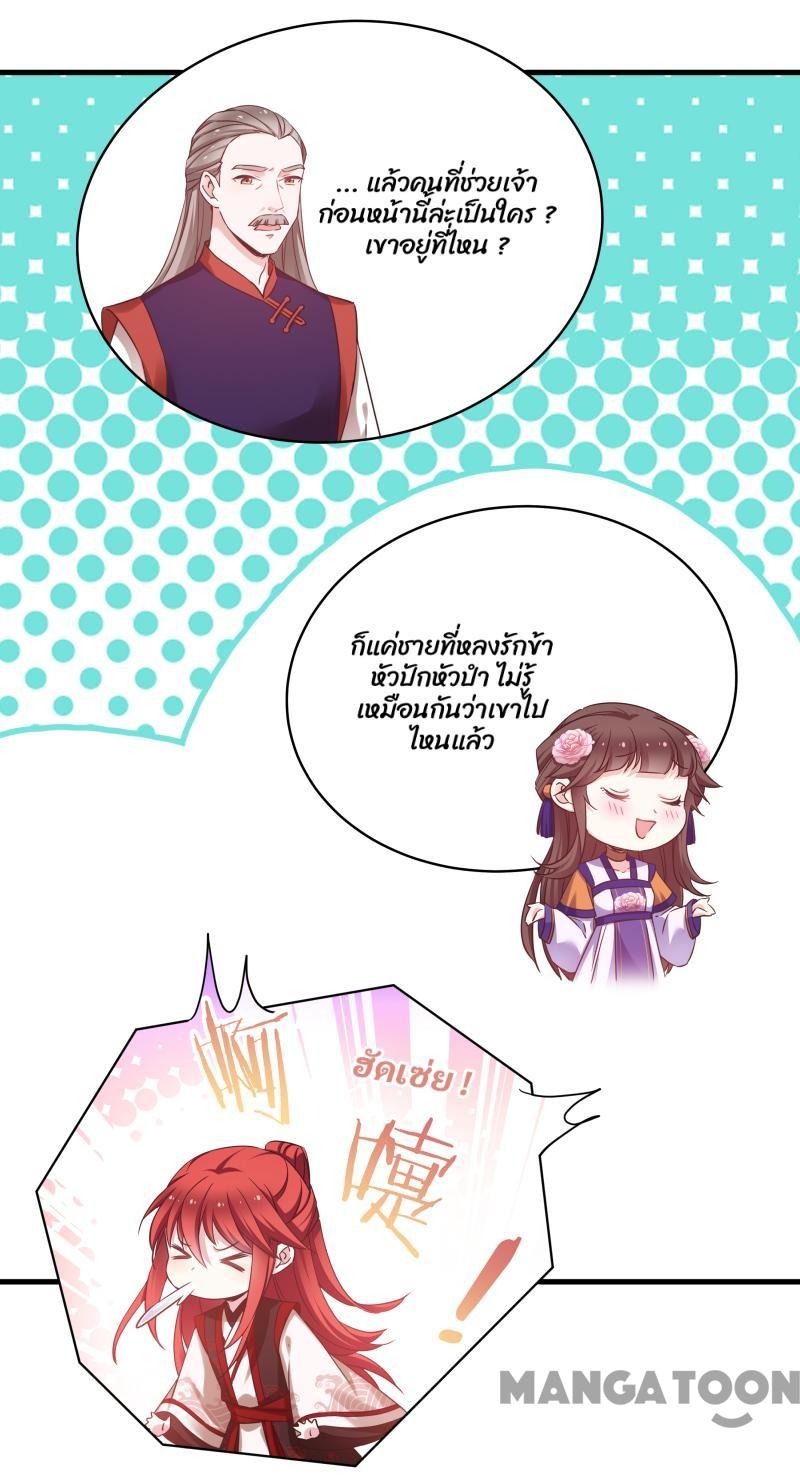 ... แล้วคนที่ช่วยเจ้า
ก่อนหน้านี้ล่ะเป็นใคร ?
เขาอยู่ที่ไหน ?
ก็แค่ชายที่หลงรักข้า
หัวปักหัวปำ ไม่รู้
เหมือนกันว่าเขาไป
ไหนแล้ว
啊
ฮัดเช่ย !
嚏
!!
MANGATOON